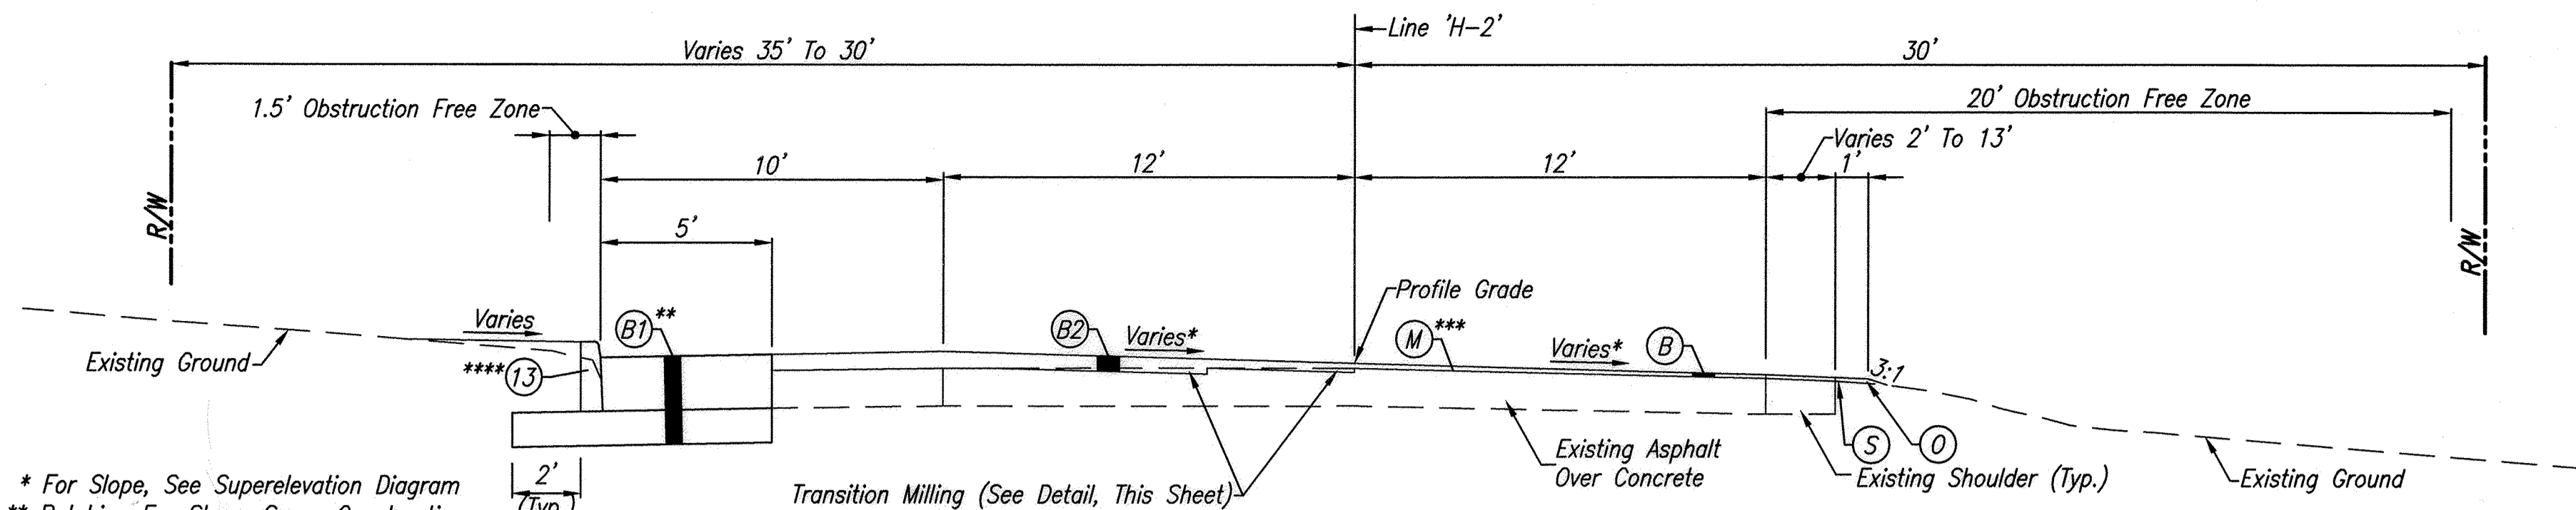 Line 'H-2'
Varies 35' To 30'
30'
1.5' Obstruction Free Zone
20' Obstruction Free Zone
Varies 2' To 13'
10'
12'
12'
1'
R/W
R/W
5'
Profile Grade
Varies
B1 **
B2
Varies*
M ***
Varies*
B
3:1
Existing Ground
**** 13
S
O
Existing Asphalt
Over Concrete
Existing Shoulder (Typ.)
Existing Ground
2'
(Typ.)
Transition Milling (See Detail, This Sheet)
* For Slope, See Superelevation Diagram
**